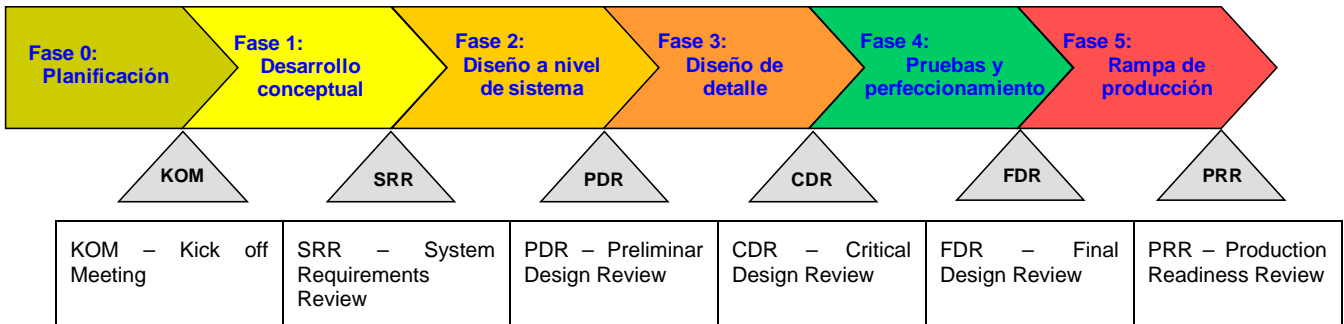 Fase 0:
Planificación
Fase 1:
Desarrollo
conceptual
Fase 2:
Diseño a nivel
de sistema
Fase 3:
Diseño de
detalle
Fase 4:
Pruebas y
perfeccionamiento
Fase 5:
Rampa de
producción
KOM
SRR
PDR
CDR
FDR
PRR
KOM – Kick off
Meeting
SRR – System
Requirements
Review
PDR – Preliminar
Design Review
CDR – Critical
Design Review
FDR – Final
Design Review
PRR – Production
Readiness Review